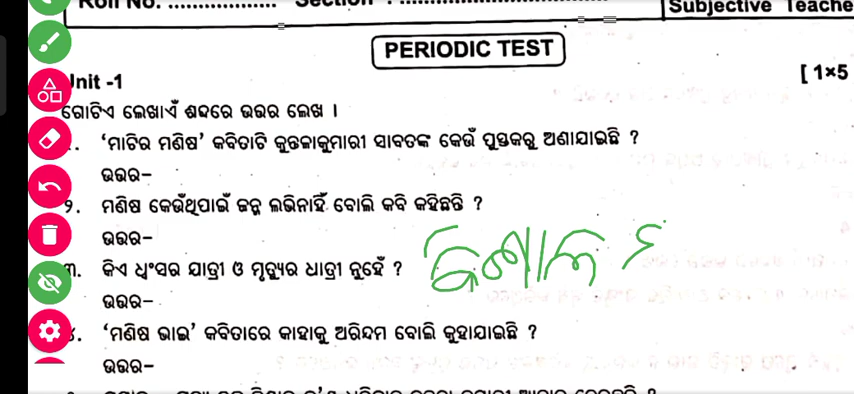 Roll No. .................... Section : ........................................ Subjective Teache
PERIODIC TEST
Unit -1 [ 1×5
ଗୋଟିଏ ଲେଖାଏଁ ଶବ୍ଦରେ ଉତ୍ତର ଲେଖ ।
. ‘ମାଟିର ମଣିଷ’ କବିତାଟି କୁନ୍ତଳାକୁମାରୀ ସାବତଙ୍କ କେଉଁ ପୁସ୍ତକରୁ ଅଣାଯାଇଛି ?
ଉତ୍ତର–
୨. ମଣିଷ କେଉଁଥିପାଇଁ ଜନ୍ମ ଲଭିନାହିଁ ବୋଲି କବି କହିଛନ୍ତି ?
ଉତ୍ତର–
୩. କିଏ ଧ୍ୱଂସର ଯାତ୍ରୀ ଓ ମୃତ୍ୟୁର ଧାତ୍ରୀ ନୁହେଁ ?
ଉତ୍ତର–
୪. ‘ମଣିଷ ଭାଇ’ କବିତାରେ କାହାକୁ ଅରିନ୍ଦମ ବୋଲି କୁହାଯାଇଛି ?
ଉତ୍ତର–